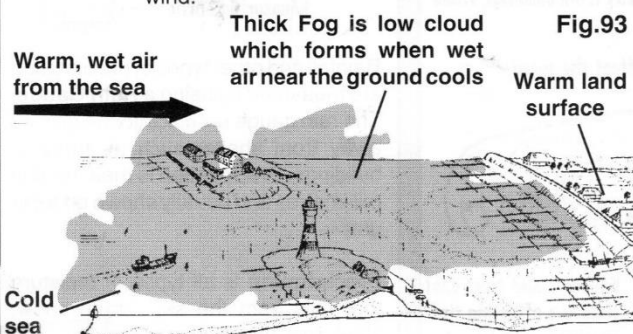 wind.
Thick Fog is low cloud
which forms when wet
air near the ground cools
Fig.93
Warm, wet air
from the sea
Warm land
surface
Cold
sea